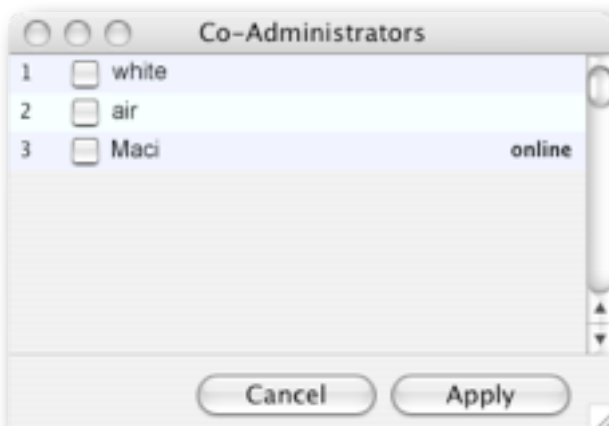 Co-Administrators
1 white
2 air
3 Maci online
Cancel Apply